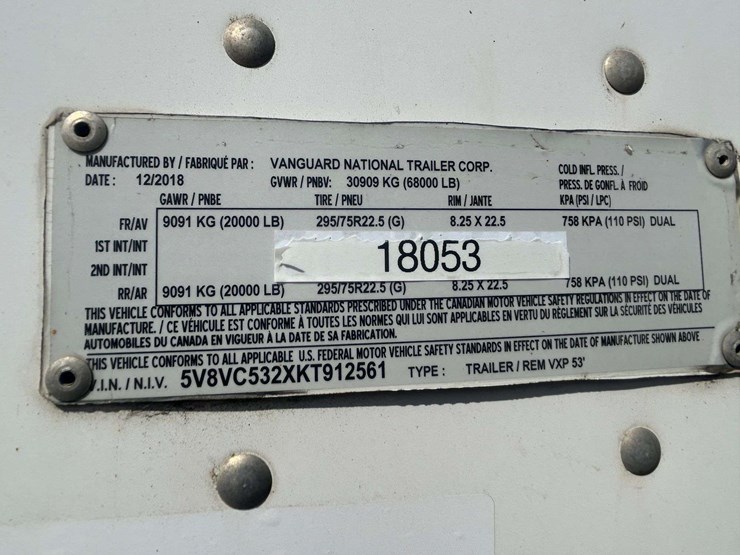 MANUFACTURED BY / FABRIQUÉ PAR : VANGUARD NATIONAL TRAILER CORP. COLD INFL. PRESS. /
DATE : 12/2018 GVWR / PNBV: 30909 KG (68000 LB) PRESS. DE GONFL. À FROID
GAWR / PNBE TIRE / PNEU RIM / JANTE KPA (PSI / LPC)
FR/AV 9091 KG (20000 LB) 295/75R22.5 (G) 8.25 X 22.5 758 KPA (110 PSI) DUAL
1ST INT/INT
18053
2ND INT/INT
RR/AR 9091 KG (20000 LB) 295/75R22.5 (G) 8.25 X 22.5 758 KPA (110 PSI) DUAL
THIS VEHICLE CONFORMS TO ALL APPLICABLE STANDARDS PRESCRIBED UNDER THE CANADIAN MOTOR VEHICLE SAFETY REGULATIONS IN EFFECT ON THE DATE OF
MANUFACTURE. / CE VÉHICULE EST CONFORME À TOUTES LES NORMES QUI LUI SONT APPLICABLES EN VERTU DU RÈGLEMENT SUR LA SÉCURITÉ DES VÉHICULES
AUTOMOBILES DU CANADA EN VIGUEUR À LA DATE DE SA FABRICATION.
THIS VEHICLE CONFORMS TO ALL APPLICABLE U.S. FEDERAL MOTOR VEHICLE SAFETY STANDARDS IN EFFECT ON THE DATE OF MANUFACTURE SHOWN ABOVE
V.I.N. / N.I.V. 5V8VC532XKT912561 TYPE : TRAILER / REM VXP 53'